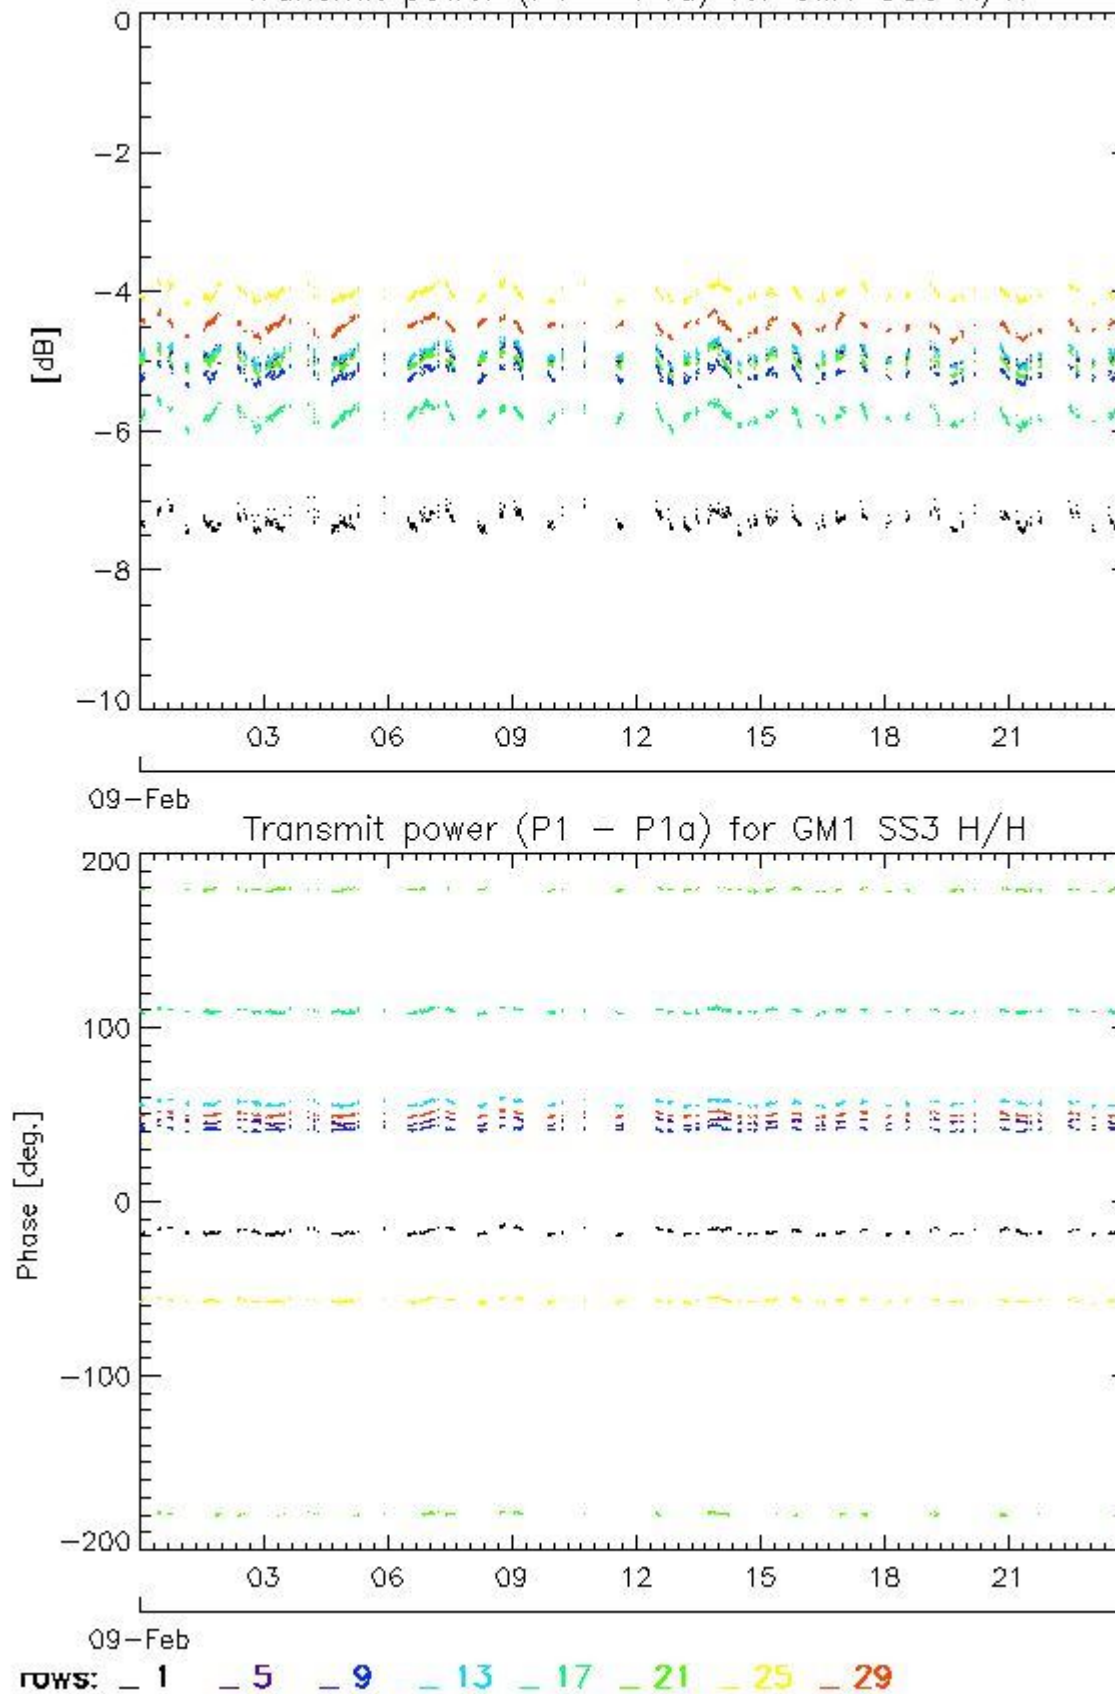 0
-2
-4
[dB]
-6
-8
-10
03 06 09 12 15 18 21
09-Feb
Transmit power (P1 - P1a) for GM1 SS3 H/H
200
100
Phase [deg.]
0
-100
-200
03 06 09 12 15 18 21
09-Feb
rows: _ 1 _ 5 _ 9 _ 13 _ 17 _ 21 _ 25 _ 29